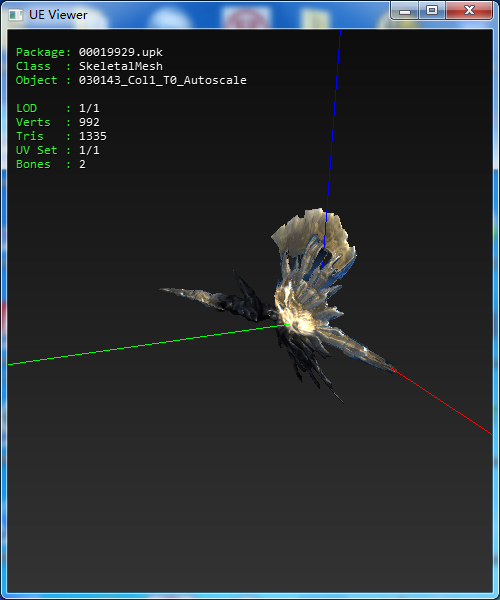 UE Viewer
Package: 00019929.upk
Class : SkeletalMesh
Object : 030143_Col1_T0_Autoscale
LOD : 1/1
Verts : 992
Tris : 1335
UV Set : 1/1
Bones : 2